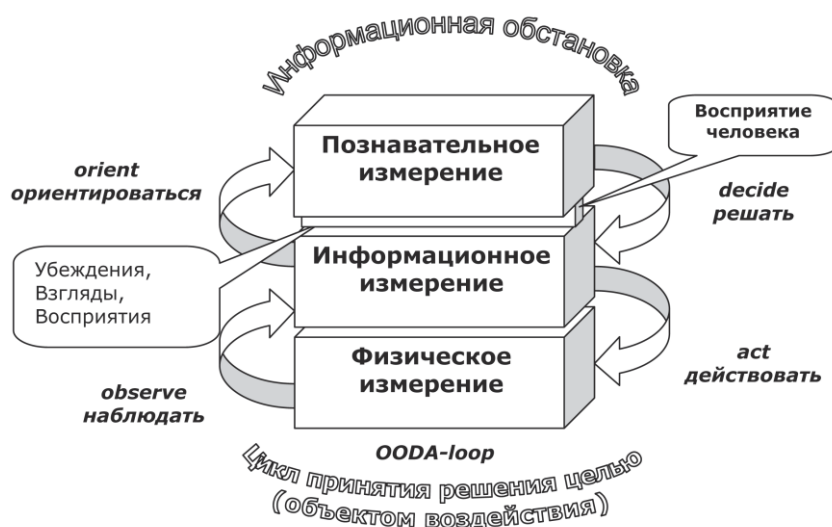 Информационная обстановка
Восприятие
человека
Познавательное
измерение
orient
ориентироваться
decide
решать
Убеждения,
Взгляды,
Восприятия
Информационное
измерение
Физическое
измерение
observe
наблюдать
act
действовать
OODA-loop
Цикл принятия решения целью
(объектом воздействия)